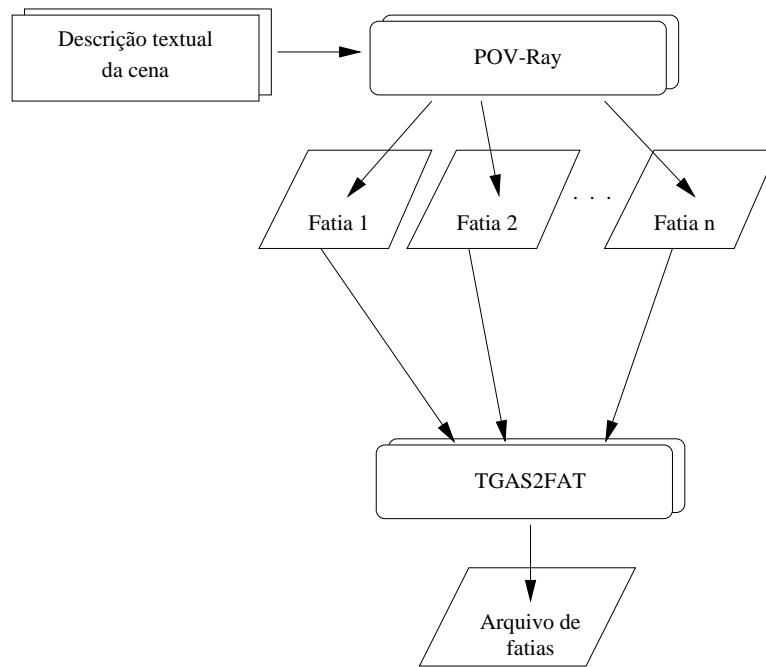 Descrição textual
da cena
POV-Ray
Fatia 1
Fatia 2
. . .
Fatia n
TGAS2FAT
Arquivo de
fatias